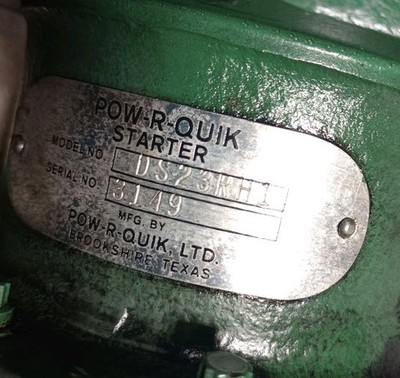 POW-R-QUIK
STARTER
MODEL NO. DS23RH1
SERIAL NO. 3149
MFG. BY
POW-R-QUIK, LTD.
BROOKSHIRE, TEXAS